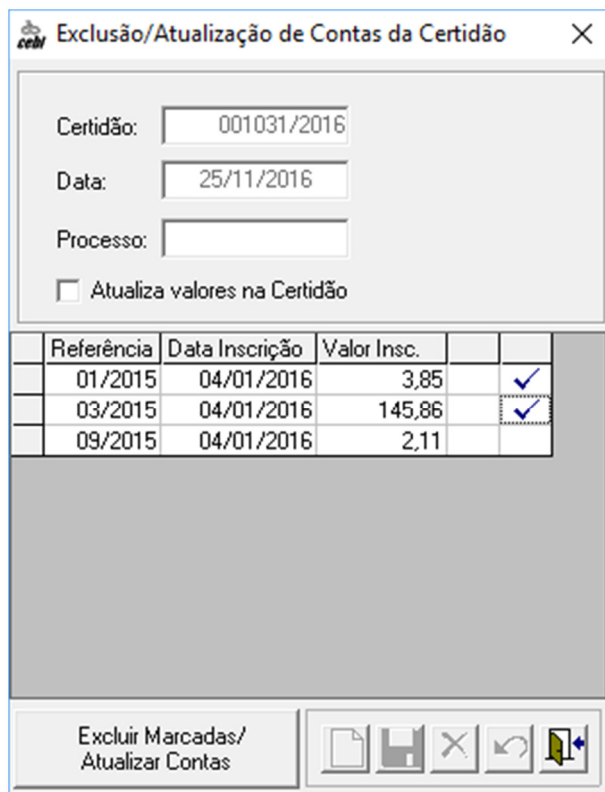 cebi Exclusão/Atualização de Contas da Certidão
Certidão: 001031/2016
Data: 25/11/2016
Processo:
Atualiza valores na Certidão
Referência Data Inscrição Valor Insc.
01/2015 04/01/2016 3,85
03/2015 04/01/2016 145,86
09/2015 04/01/2016 2,11
Excluir Marcadas/
Atualizar Contas